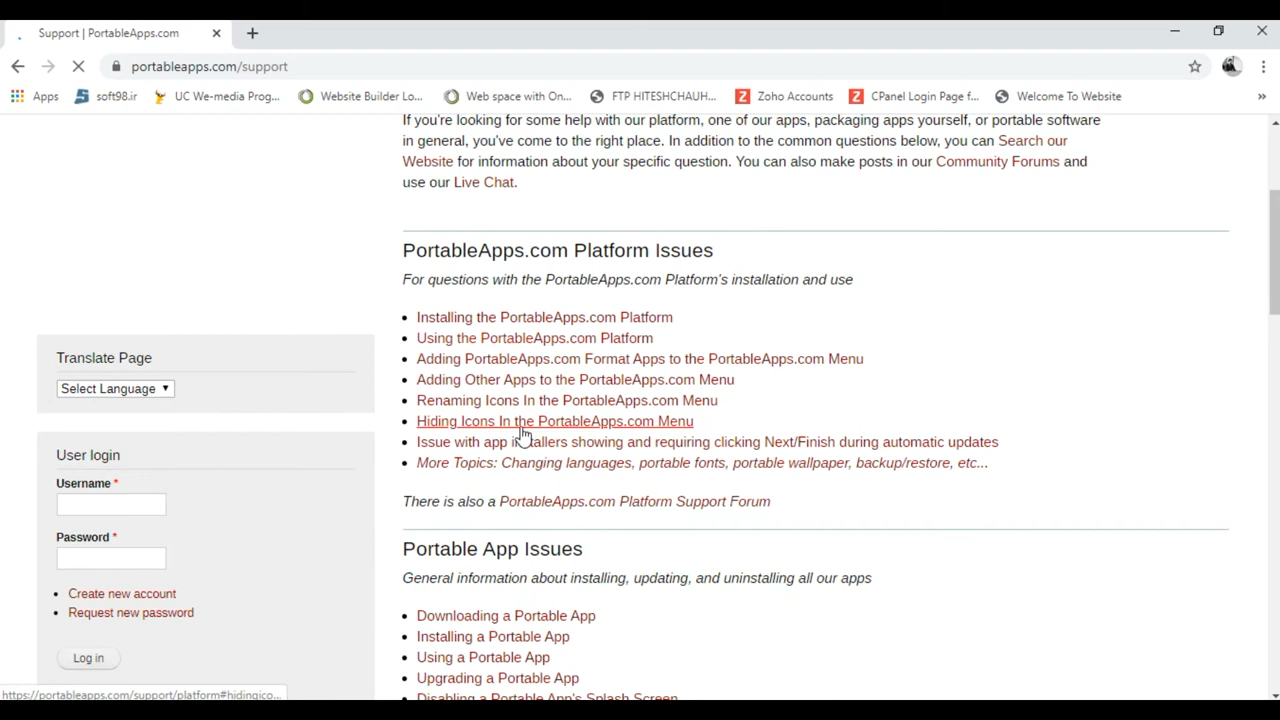 Support | PortableApps.com
portableapps.com/support
Apps
soft98.ir
UC We-media Prog...
Website Builder Lo...
Web space with On...
FTP HITESHCHAUH...
Zoho Accounts
CPanel Login Page f...
Welcome To Website
»
If you're looking for some help with our platform, one of our apps, packaging apps yourself, or portable software
in general, you've come to the right place. In addition to the common questions below, you can Search our
Website for information about your specific question. You can also make posts in our Community Forums and
use our Live Chat.
PortableApps.com Platform Issues
For questions with the PortableApps.com Platform's installation and use
Installing the PortableApps.com Platform
Using the PortableApps.com Platform
Adding PortableApps.com Format Apps to the PortableApps.com Menu
Adding Other Apps to the PortableApps.com Menu
Renaming Icons In the PortableApps.com Menu
Hiding Icons In the PortableApps.com Menu
Issue with app installers showing and requiring clicking Next/Finish during automatic updates
More Topics: Changing languages, portable fonts, portable wallpaper, backup/restore, etc...
There is also a PortableApps.com Platform Support Forum
Portable App Issues
General information about installing, updating, and uninstalling all our apps
Downloading a Portable App
Installing a Portable App
Using a Portable App
Upgrading a Portable App
Disabling a Portable App's Splash Screen
Translate Page
Select Language
User login
Username *
Password *
Create new account
Request new password
Log in
https://portableapps.com/support/platform#hidingico...